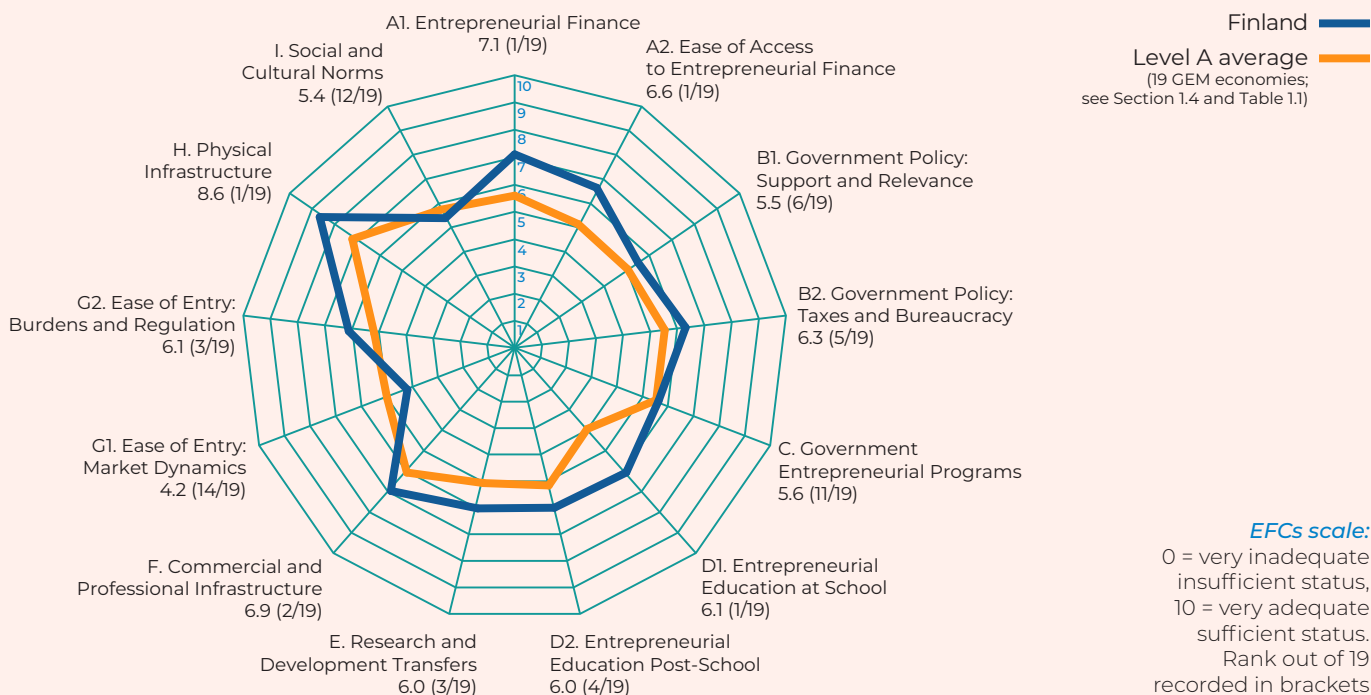 A1. Entrepreneurial Finance
7.1 (1/19)
A2. Ease of Access
to Entrepreneurial Finance
6.6 (1/19)
B1. Government Policy:
Support and Relevance
5.5 (6/19)
B2. Government Policy:
Taxes and Bureaucracy
6.3 (5/19)
C. Government
Entrepreneurial Programs
5.6 (11/19)
D1. Entrepreneurial
Education at School
6.1 (1/19)
D2. Entrepreneurial
Education Post-School
6.0 (4/19)
E. Research and
Development Transfers
6.0 (3/19)
F. Commercial and
Professional Infrastructure
6.9 (2/19)
G1. Ease of Entry:
Market Dynamics
4.2 (14/19)
G2. Ease of Entry:
Burdens and Regulation
6.1 (3/19)
H. Physical
Infrastructure
8.6 (1/19)
I. Social and
Cultural Norms
5.4 (12/19)
10
9
8
7
6
5
4
3
2
1
Finland
Level A average
(19 GEM economies;
see Section 1.4 and Table 1.1)
EFCs scale:
0 = very inadequate
insufficient status,
10 = very adequate
sufficient status.
Rank out of 19
recorded in brackets